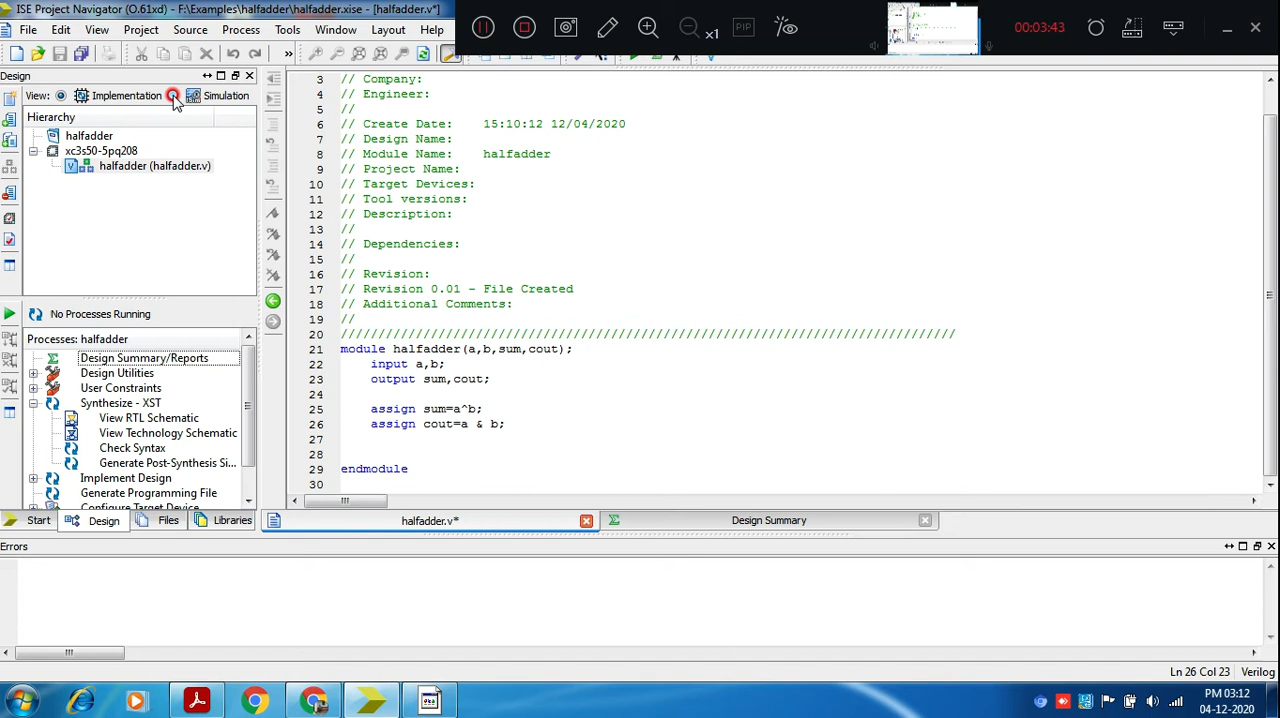 ISE Project Navigator (O.61xd) - F:\Examples\halfadder\halfadder.xise - [halfadder.v*]
00:03:43
x1
PIP
File Edit View Project Source Tools Window Layout Help
Design
View: Implementation Simulation
Hierarchy
halfadder
xc3s50-5pq208
halfadder (halfadder.v)
No Processes Running
Processes: halfadder
Design Summary/Reports
Design Utilities
User Constraints
Synthesize - XST
View RTL Schematic
View Technology Schematic
Check Syntax
Generate Post-Synthesis Si...
Implement Design
Generate Programming File
Configure Target Device
Start Design Files Libraries
3 // Company:
4 // Engineer:
5 //
6 // Create Date:    15:10:12 12/04/2020
7 // Design Name:
8 // Module Name:    halfadder
9 // Project Name:
10 // Target Devices:
11 // Tool versions:
12 // Description:
13 //
14 // Dependencies:
15 //
16 // Revision:
17 // Revision 0.01 - File Created
18 // Additional Comments:
19 //
20 //////////////////////////////////////////////////////////////////////////////////
21 module halfadder(a,b,sum,cout);
22 input a,b;
23 output sum,cout;
24
25 assign sum=a^b;
26 assign cout=a & b;
27
28
29 endmodule
30
halfadder.v* Design Summary
Errors
Ln 26 Col 23 Verilog
PM 03:12
04-12-2020